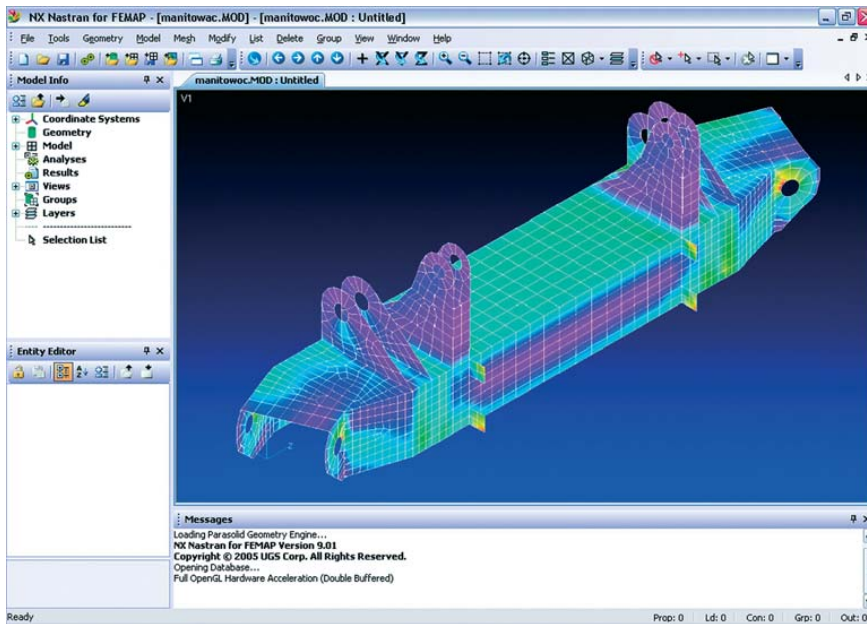 NX Nastran for FEMAP - [manitowac.MOD] - [manitowoc.MOD : Untitled]
File Tools Geometry Model Mesh Modify List Delete Group View Window Help
Model Info
manitowoc.MOD : Untitled
V1
Coordinate Systems
Geometry
Model
Analyses
Results
Views
Groups
Layers
Selection List
Z
Entity Editor
Messages
Loading Parasolid Geometry Engine...
NX Nastran for FEMAP Version 9.01
Copyright © 2005 UGS Corp. All Rights Reserved.
Opening Database...
Full OpenGL Hardware Acceleration (Double Buffered)
Ready Prop: 0 Ld: 0 Con: 0 Grp: 0 Out: 0